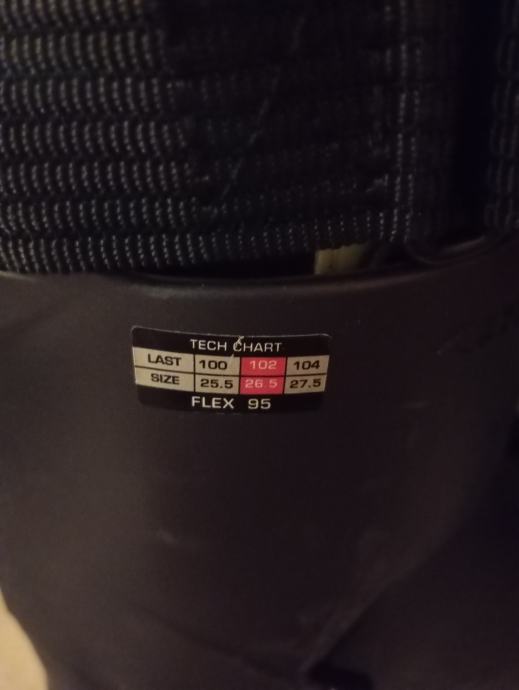 TECH CHART
LAST 100 102 104
SIZE 25.5 26.5 27.5
FLEX 95